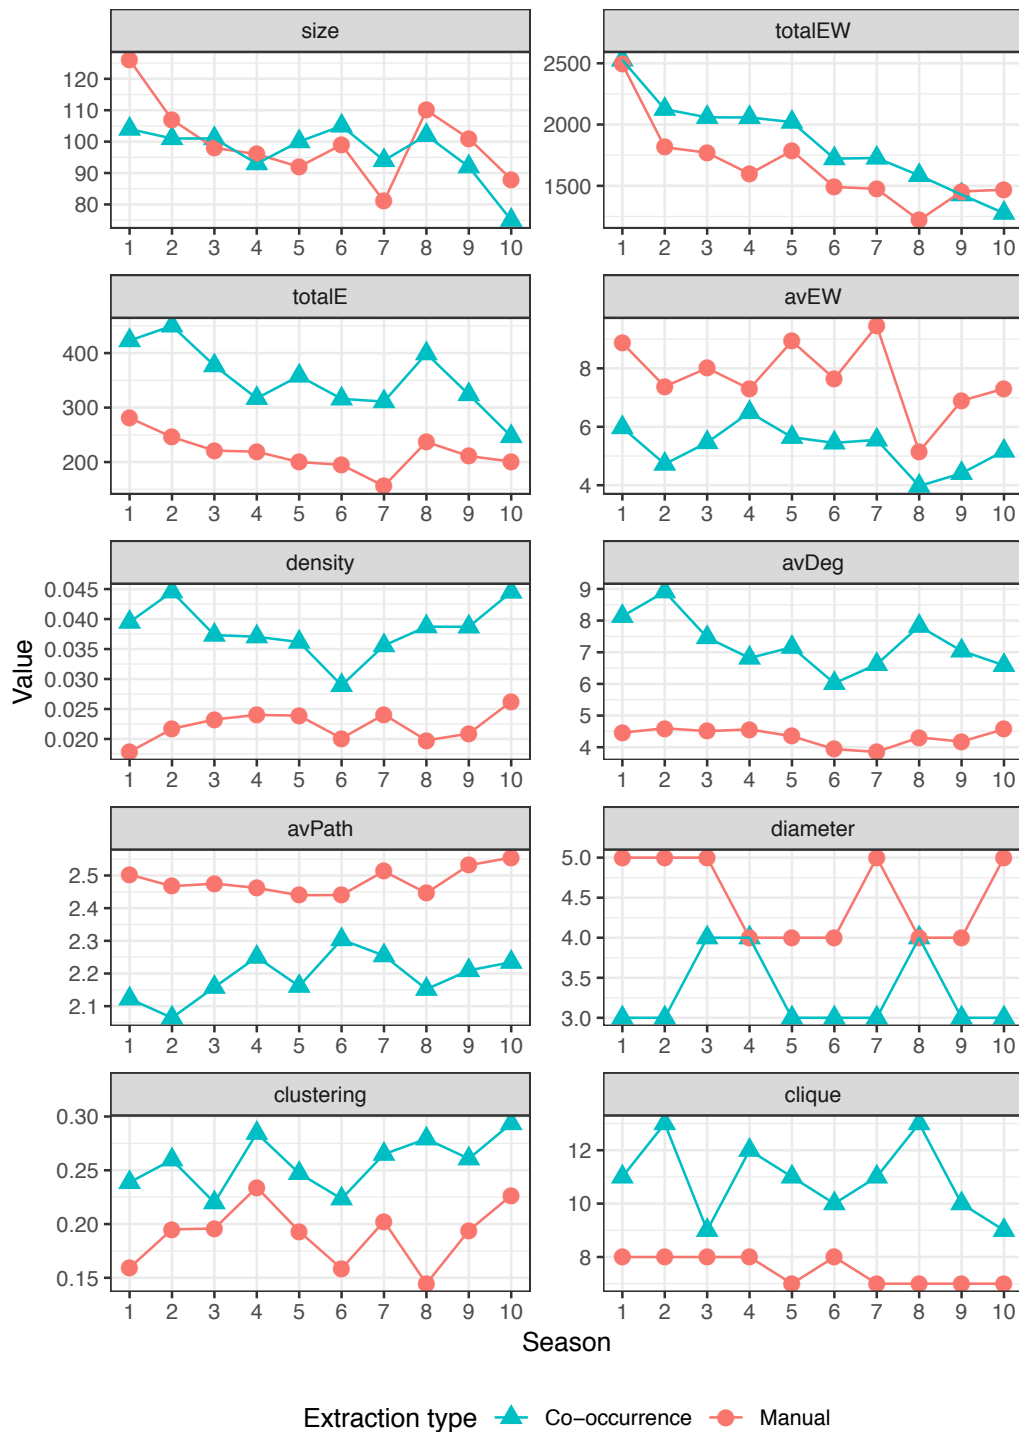 size
totalEW
120
110
100
90
80
2500
2000
1500
1 2 3 4 5 6 7 8 9 10
1 2 3 4 5 6 7 8 9 10
totalE
avEW
400
300
200
8
6
4
1 2 3 4 5 6 7 8 9 10
1 2 3 4 5 6 7 8 9 10
density
avDeg
0.045
0.040
0.035
0.030
0.025
0.020
9
8
7
6
5
4
1 2 3 4 5 6 7 8 9 10
1 2 3 4 5 6 7 8 9 10
Value
avPath
diameter
2.5
2.4
2.3
2.2
2.1
5.0
4.5
4.0
3.5
3.0
1 2 3 4 5 6 7 8 9 10
1 2 3 4 5 6 7 8 9 10
clustering
clique
0.30
0.25
0.20
0.15
12
10
8
1 2 3 4 5 6 7 8 9 10
1 2 3 4 5 6 7 8 9 10
Season
Extraction type Co-occurrence Manual